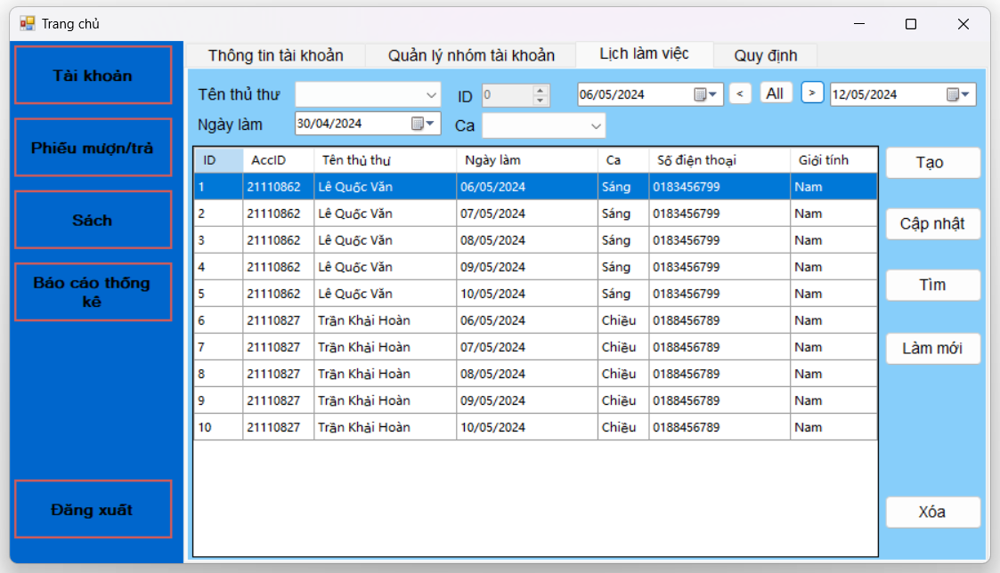 Trang chủ
Tài khoản
Phiếu mượn/trả
Sách
Báo cáo thống
kê
Đăng xuất
Thông tin tài khoản Quản lý nhóm tài khoản Lịch làm việc Quy định
Tên thủ thư ID 0 06/05/2024 < All > 12/05/2024
Ngày làm 30/04/2024 Ca
ID AccID Tên thủ thư Ngày làm Ca Số điện thoại Giới tính
1 21110862 Lê Quốc Văn 06/05/2024 Sáng 0183456799 Nam
2 21110862 Lê Quốc Văn 07/05/2024 Sáng 0183456799 Nam
3 21110862 Lê Quốc Văn 08/05/2024 Sáng 0183456799 Nam
4 21110862 Lê Quốc Văn 09/05/2024 Sáng 0183456799 Nam
5 21110862 Lê Quốc Văn 10/05/2024 Sáng 0183456799 Nam
6 21110827 Trần Khải Hoàn 06/05/2024 Chiều 0188456789 Nam
7 21110827 Trần Khải Hoàn 07/05/2024 Chiều 0188456789 Nam
8 21110827 Trần Khải Hoàn 08/05/2024 Chiều 0188456789 Nam
9 21110827 Trần Khải Hoàn 09/05/2024 Chiều 0188456789 Nam
10 21110827 Trần Khải Hoàn 10/05/2024 Chiều 0188456789 Nam
Tạo
Cập nhật
Tìm
Làm mới
Xóa